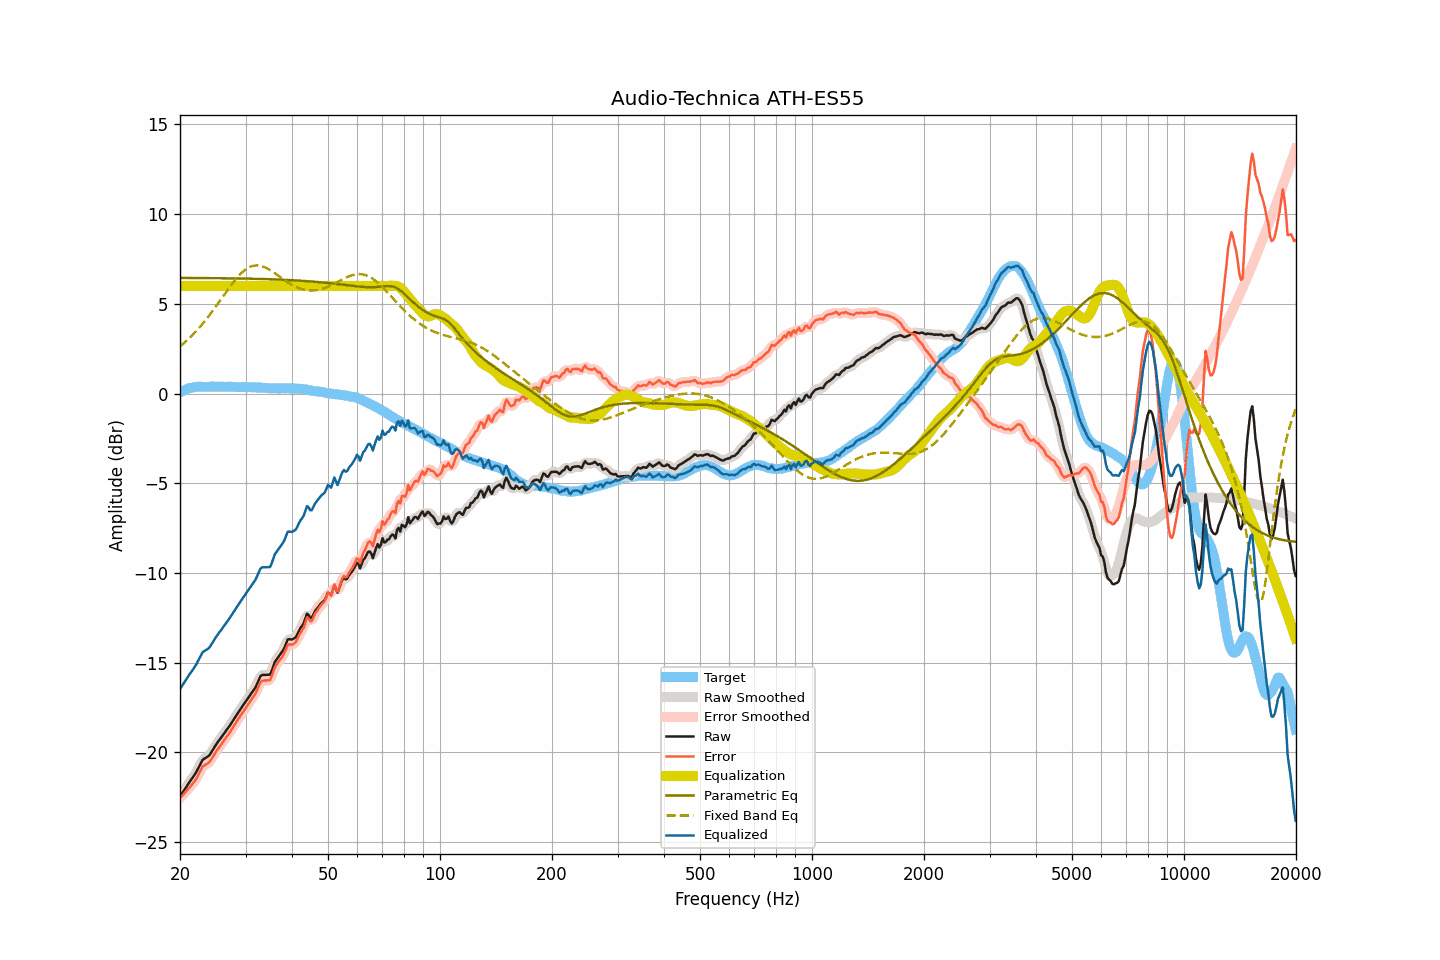 Audio-Technica ATH-ES55
15
10
5
0
−5
−10
−15
−20
−25
Amplitude (dBr)
Target
Raw Smoothed
Error Smoothed
Raw
Error
Equalization
Parametric Eq
Fixed Band Eq
Equalized
20 50 100 200 500 1000 2000 5000 10000 20000
Frequency (Hz)